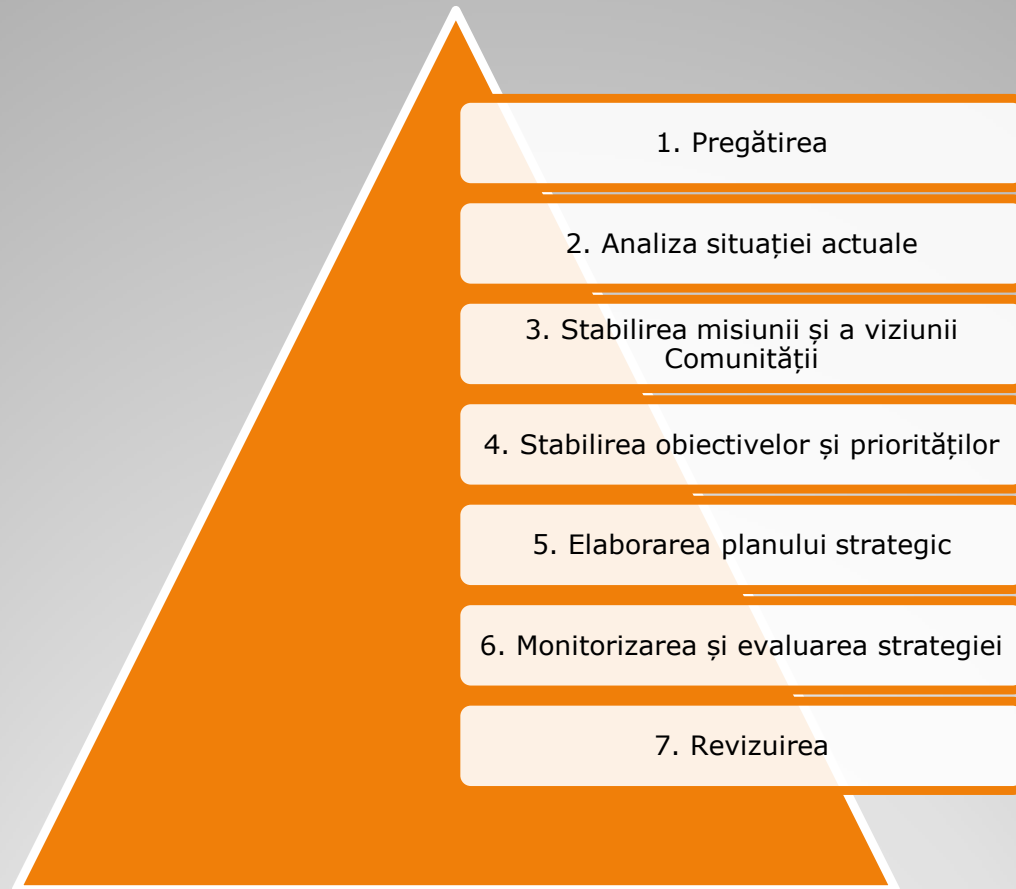 1. Pregătirea
2. Analiza situației actuale
3. Stabilirea misiunii și a viziunii
Comunității
4. Stabilirea obiectivelor și priorităților
5. Elaborarea planului strategic
6. Monitorizarea și evaluarea strategiei
7. Revizuirea